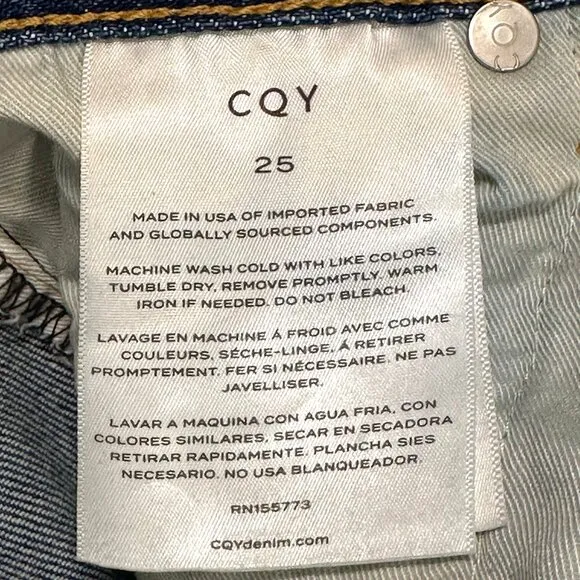 CQY
25
MADE IN USA OF IMPORTED FABRIC
AND GLOBALLY SOURCED COMPONENTS.
MACHINE WASH COLD WITH LIKE COLORS,
TUMBLE DRY, REMOVE PROMPTLY, WARM
IRON IF NEEDED. DO NOT BLEACH.
LAVAGE EN MACHINE Á FROID AVEC COMME
COULEURS, SÉCHE-LINGE, Á RETIRER
PROMPTEMENT. FER SI NÉCESSAIRE. NE PAS
JAVELLISER.
LAVAR A MAQUINA CON AGUA FRIA, CON
COLORES SIMILARES, SECAR EN SECADORA
RETIRAR RAPIDAMENTE. PLANCHA SIES
NECESARIO. NO USA BLANQUEADOR.
RN155773
CQYdenim.com